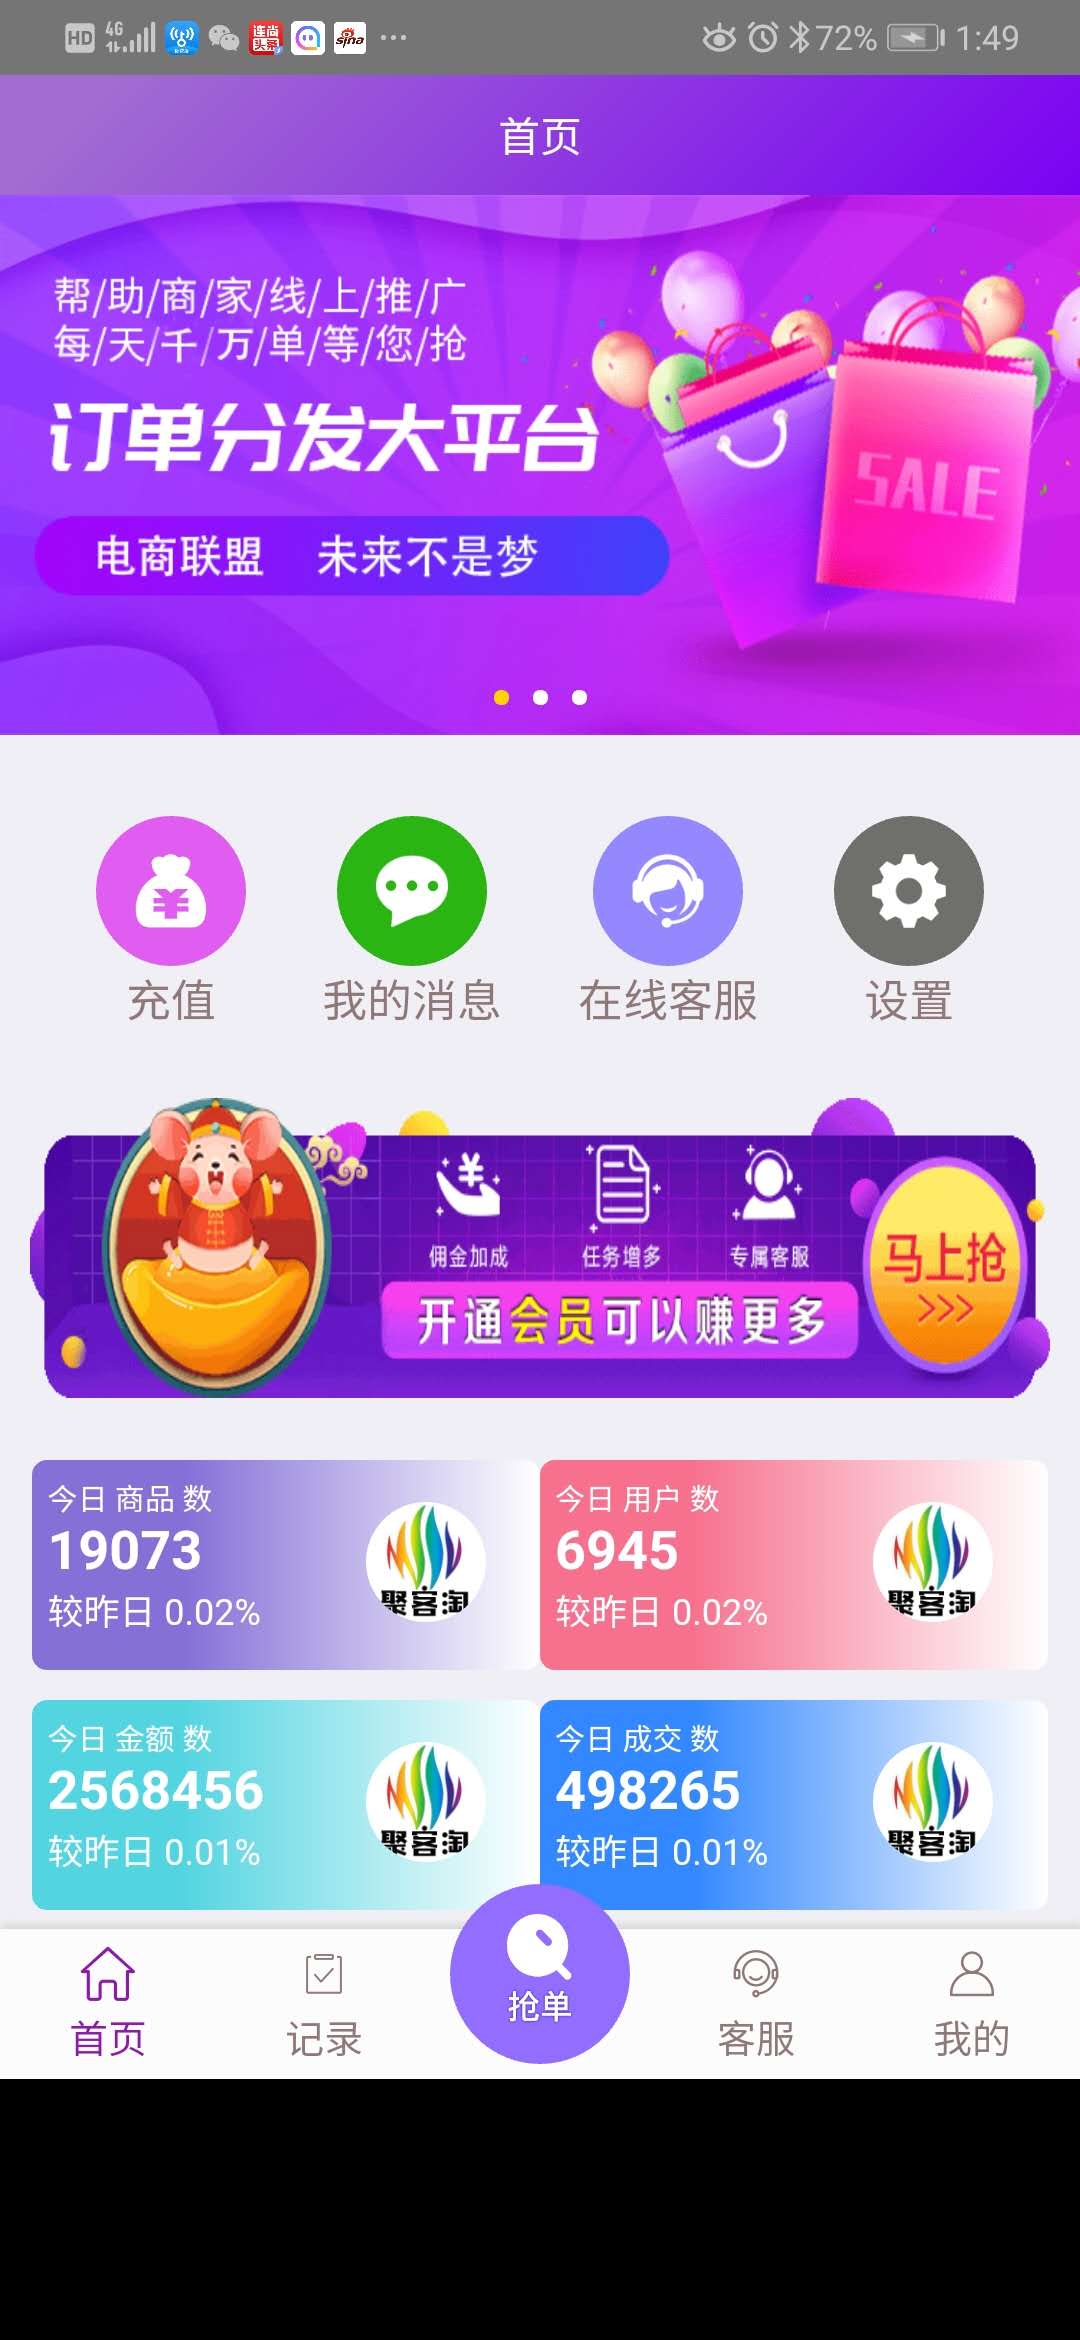 HD 4G 连尚头条 sina ... 72% 1:49
首页
帮/助/商/家/线/上/推/广
每/天/千/万/单/等/您/抢
订单分发大平台
电商联盟 未来不是梦
SALE
充值 我的消息 在线客服 设置
佣金加成 任务增多 专属客服
马上抢
>>>
开通会员可以赚更多
今日 商品 数
19073
较昨日 0.02%
聚客淘
今日 用户 数
6945
较昨日 0.02%
聚客淘
今日 金额 数
2568456
较昨日 0.01%
聚客淘
今日 成交 数
498265
较昨日 0.01%
聚客淘
首页 记录 抢单 客服 我的